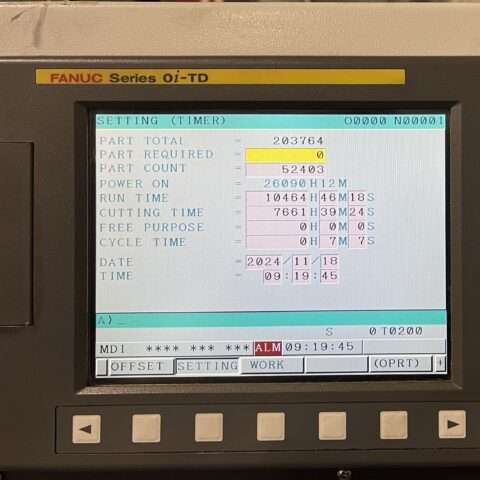 FANUC Series 0i-TD
SETTING (TIMER) O0000 N00001
PART TOTAL = 203764
PART REQUIRED = 0
PART COUNT = 52403
POWER ON = 26090H12M
RUN TIME = 10464H46M18S
CUTTING TIME = 7661H39M24S
FREE PURPOSE = 0H 0M 0S
CYCLE TIME = 0H 7M 7S
DATE = 2024/11/18
TIME = 09:19:45
A)_
S 0T0200
MDI **** *** *** ALM 09:19:45
OFFSET SETTING WORK (OPRT) +